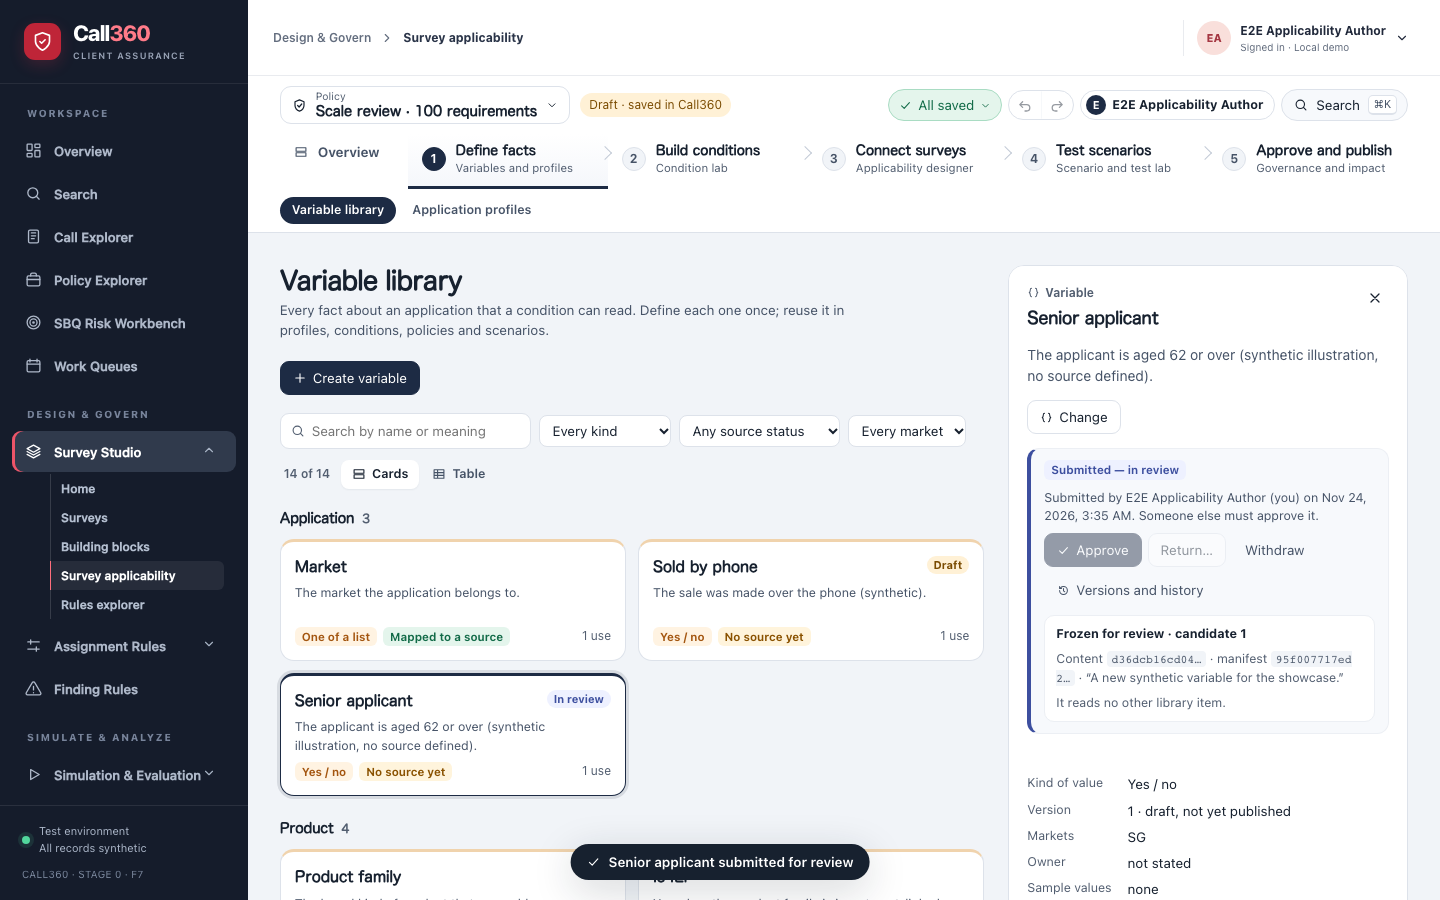 Call360
CLIENT ASSURANCE
WORKSPACE
Overview
Search
Call Explorer
Policy Explorer
SBQ Risk Workbench
Work Queues
DESIGN & GOVERN
Survey Studio
Home
Surveys
Building blocks
Survey applicability
Rules explorer
Assignment Rules
Finding Rules
SIMULATE & ANALYZE
Simulation & Evaluation
Test environment
All records synthetic
CALL360 · STAGE 0 · F7
Design & Govern > Survey applicability
EA
E2E Applicability Author
Signed in · Local demo
Policy
Scale review · 100 requirements
Draft · saved in Call360
All saved
E E2E Applicability Author
Search ⌘K
Overview
1 Define facts
Variables and profiles
2 Build conditions
Condition lab
3 Connect surveys
Applicability designer
4 Test scenarios
Scenario and test lab
5 Approve and publish
Governance and impact
Variable library
Application profiles
Variable library
Every fact about an application that a condition can read. Define each one once; reuse it in
profiles, conditions, policies and scenarios.
+ Create variable
Search by name or meaning
Every kind
Any source status
Every market
14 of 14
Cards
Table
Application 3
Market
The market the application belongs to.
One of a list
Mapped to a source
1 use
Sold by phone
Draft
The sale was made over the phone (synthetic).
Yes / no
No source yet
1 use
Senior applicant
In review
The applicant is aged 62 or over (synthetic
illustration, no source defined).
Yes / no
No source yet
1 use
Product 4
Product family
Senior applicant submitted for review
Variable
Senior applicant
The applicant is aged 62 or over (synthetic illustration,
no source defined).
Change
Submitted — in review
Submitted by E2E Applicability Author (you) on Nov 24,
2026, 3:35 AM. Someone else must approve it.
Approve
Return…
Withdraw
Versions and history
Frozen for review · candidate 1
Content d36dcb16cd04… · manifest 95f007717ed
2… · “A new synthetic variable for the showcase.”
It reads no other library item.
Kind of value
Yes / no
Version
1 · draft, not yet published
Markets
SG
Owner
not stated
Sample values
none